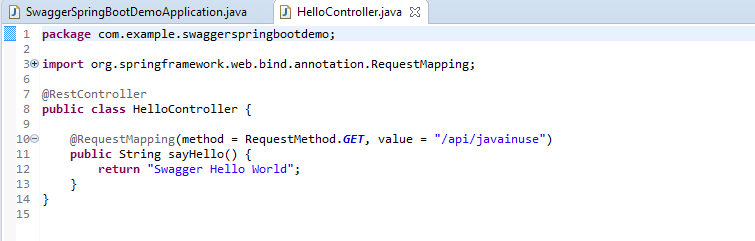 SwaggerSpringBootDemoApplication.java HelloController.java
1 package com.example.swaggerspringbootdemo;
2
3 import org.springframework.web.bind.annotation.RequestMapping;
6
7 @RestController
8 public class HelloController {
9
10 @RequestMapping(method = RequestMethod.GET, value = "/api/javainuse")
11 public String sayHello() {
12 return "Swagger Hello World";
13 }
14 }
15